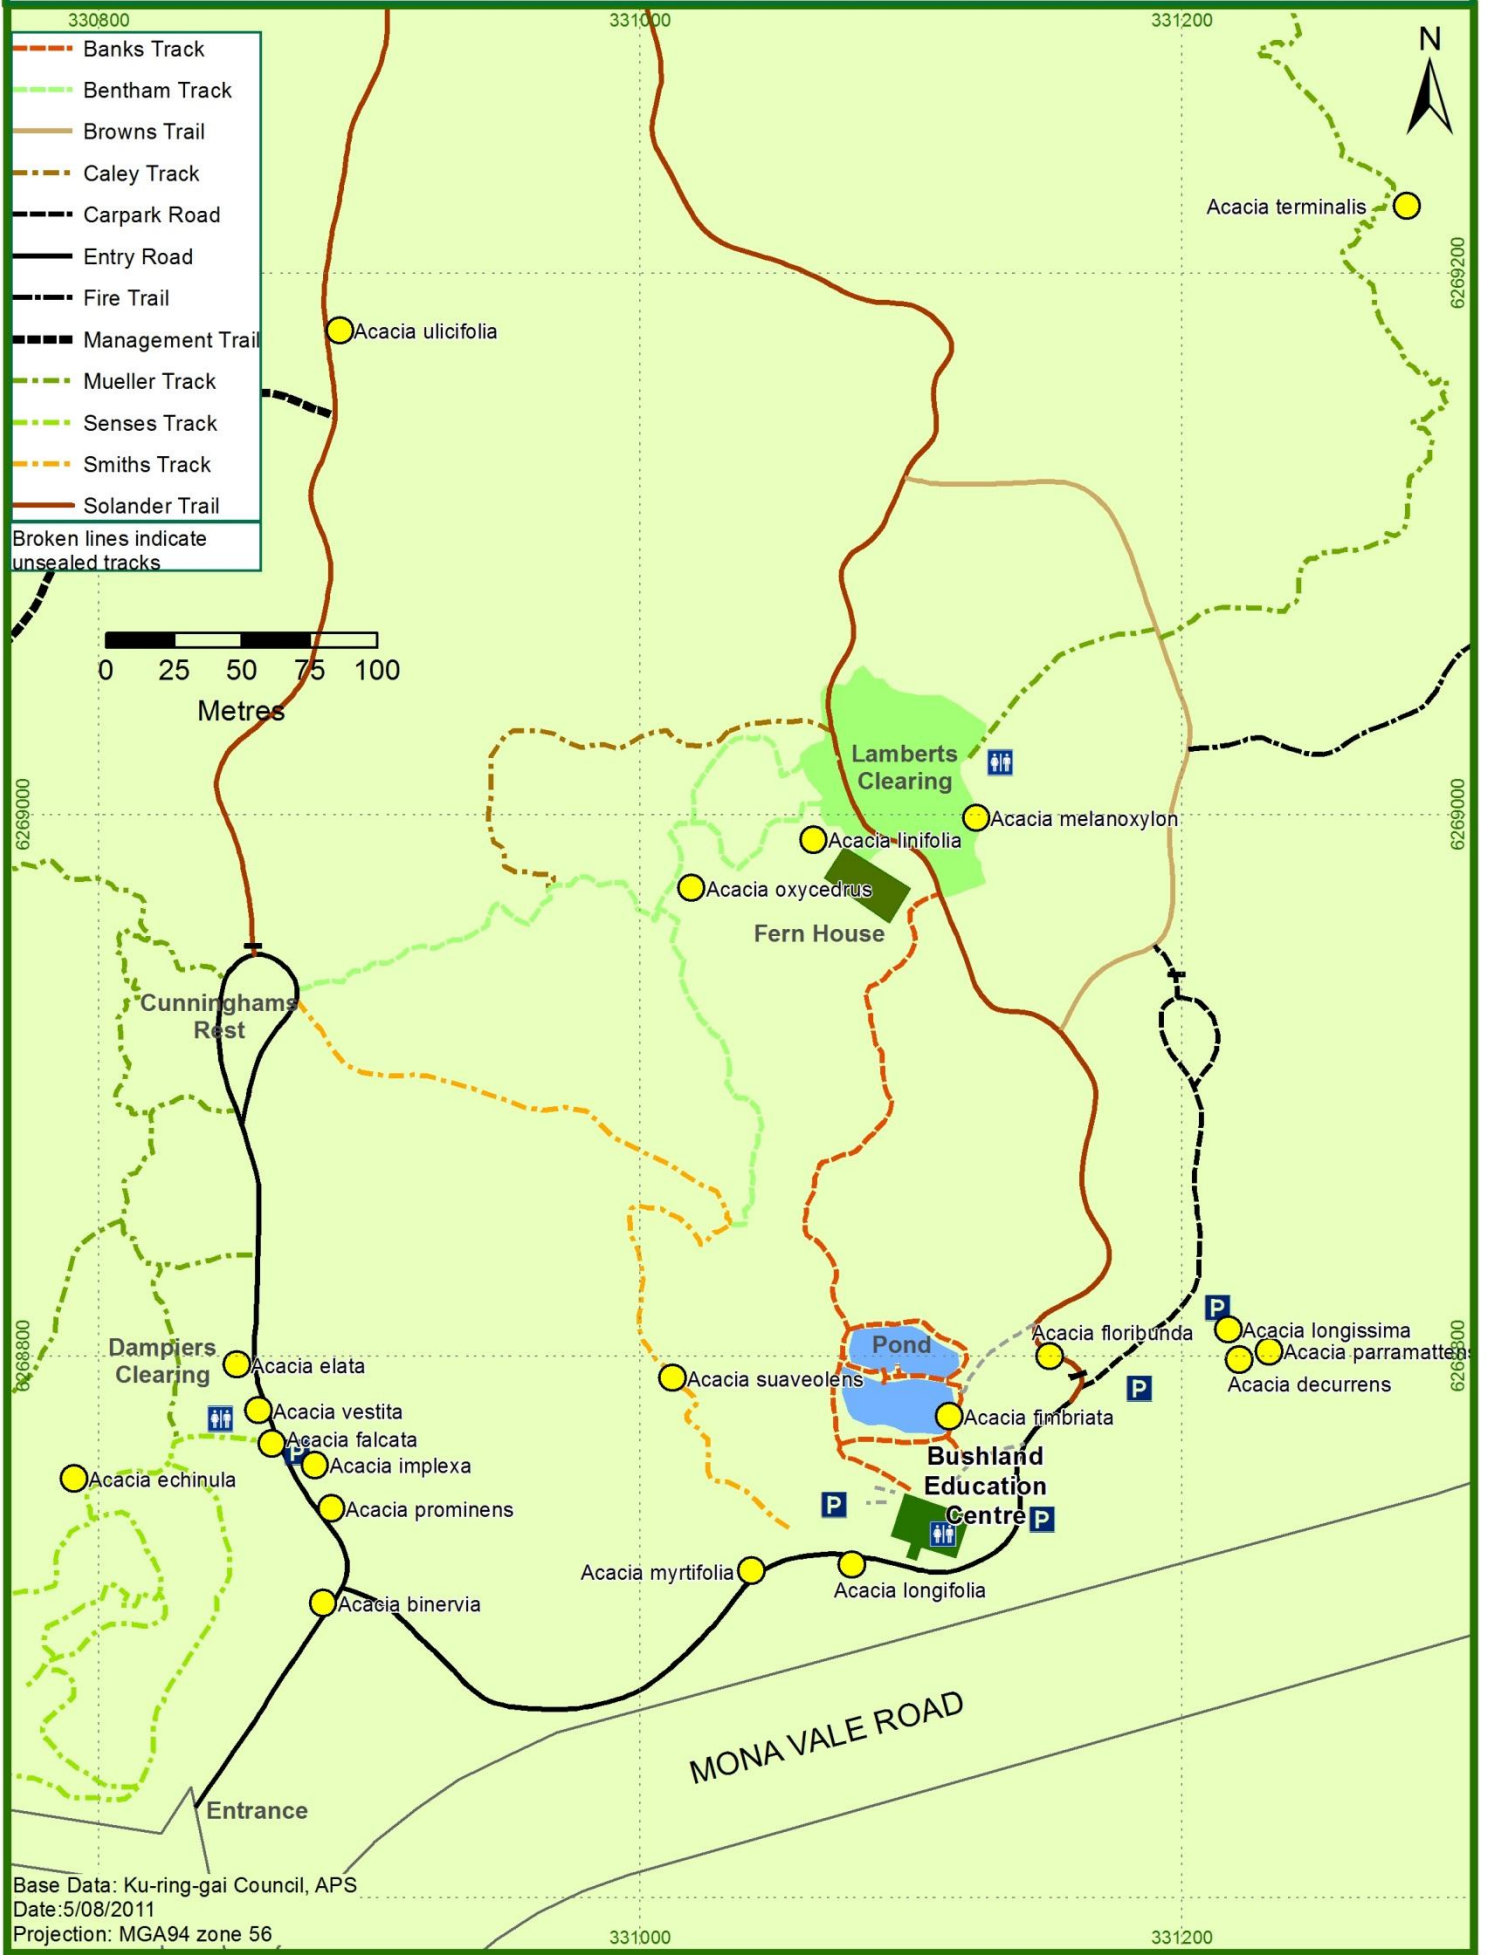 330800
331000
331200
N
Banks Track
Bentham Track
Browns Trail
Caley Track
Carpark Road
Entry Road
Fire Trail
Management Trail
Mueller Track
Senses Track
Smiths Track
Solander Trail
Broken lines indicate
unsealed tracks
Acacia terminalis
6269200
Acacia ulicifolia
0 25 50 75 100
Metres
Lamberts
Clearing
6269000
6269000
Acacia melanoxylon
Acacia linifolia
Acacia oxycedrus
Fern House
Cunninghams
Rest
6268800
6268800
P
Acacia floribunda
Acacia longissima
Pond
Dampiers
Clearing
Acacia elata
Acacia decurrens
Acacia suaveolens
P
Acacia vestita
Acacia fimbriata
Acacia falcata
P
Acacia implexa
Bushland
Education
Centre
Acacia echinula
Acacia prominens
P
P
Acacia myrtifolia
Acacia longifolia
Acacia binervia
MONA VALE ROAD
Entrance
Base Data: Ku-ring-gai Council, APS
Date:5/08/2011
Projection: MGA94 zone 56
331000
331200